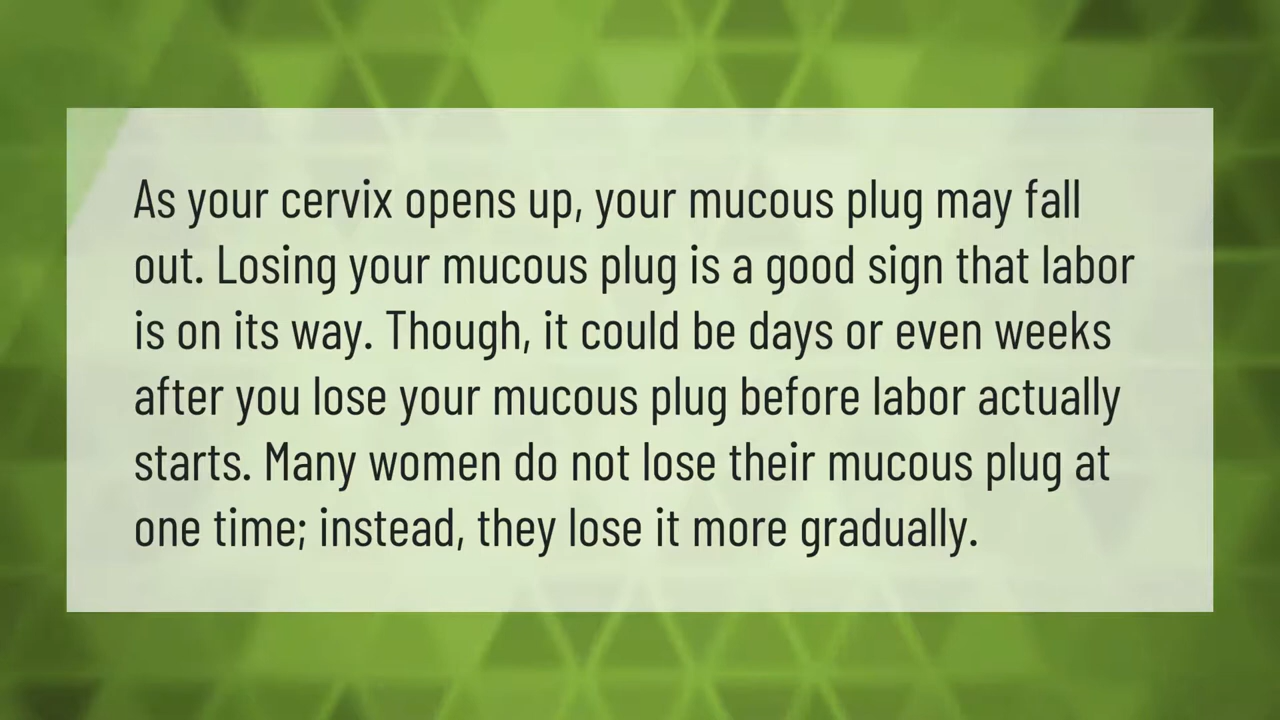 As your cervix opens up, your mucous plug may fall
out. Losing your mucous plug is a good sign that labor
is on its way. Though, it could be days or even weeks
after you lose your mucous plug before labor actually
starts. Many women do not lose their mucous plug at
one time; instead, they lose it more gradually.